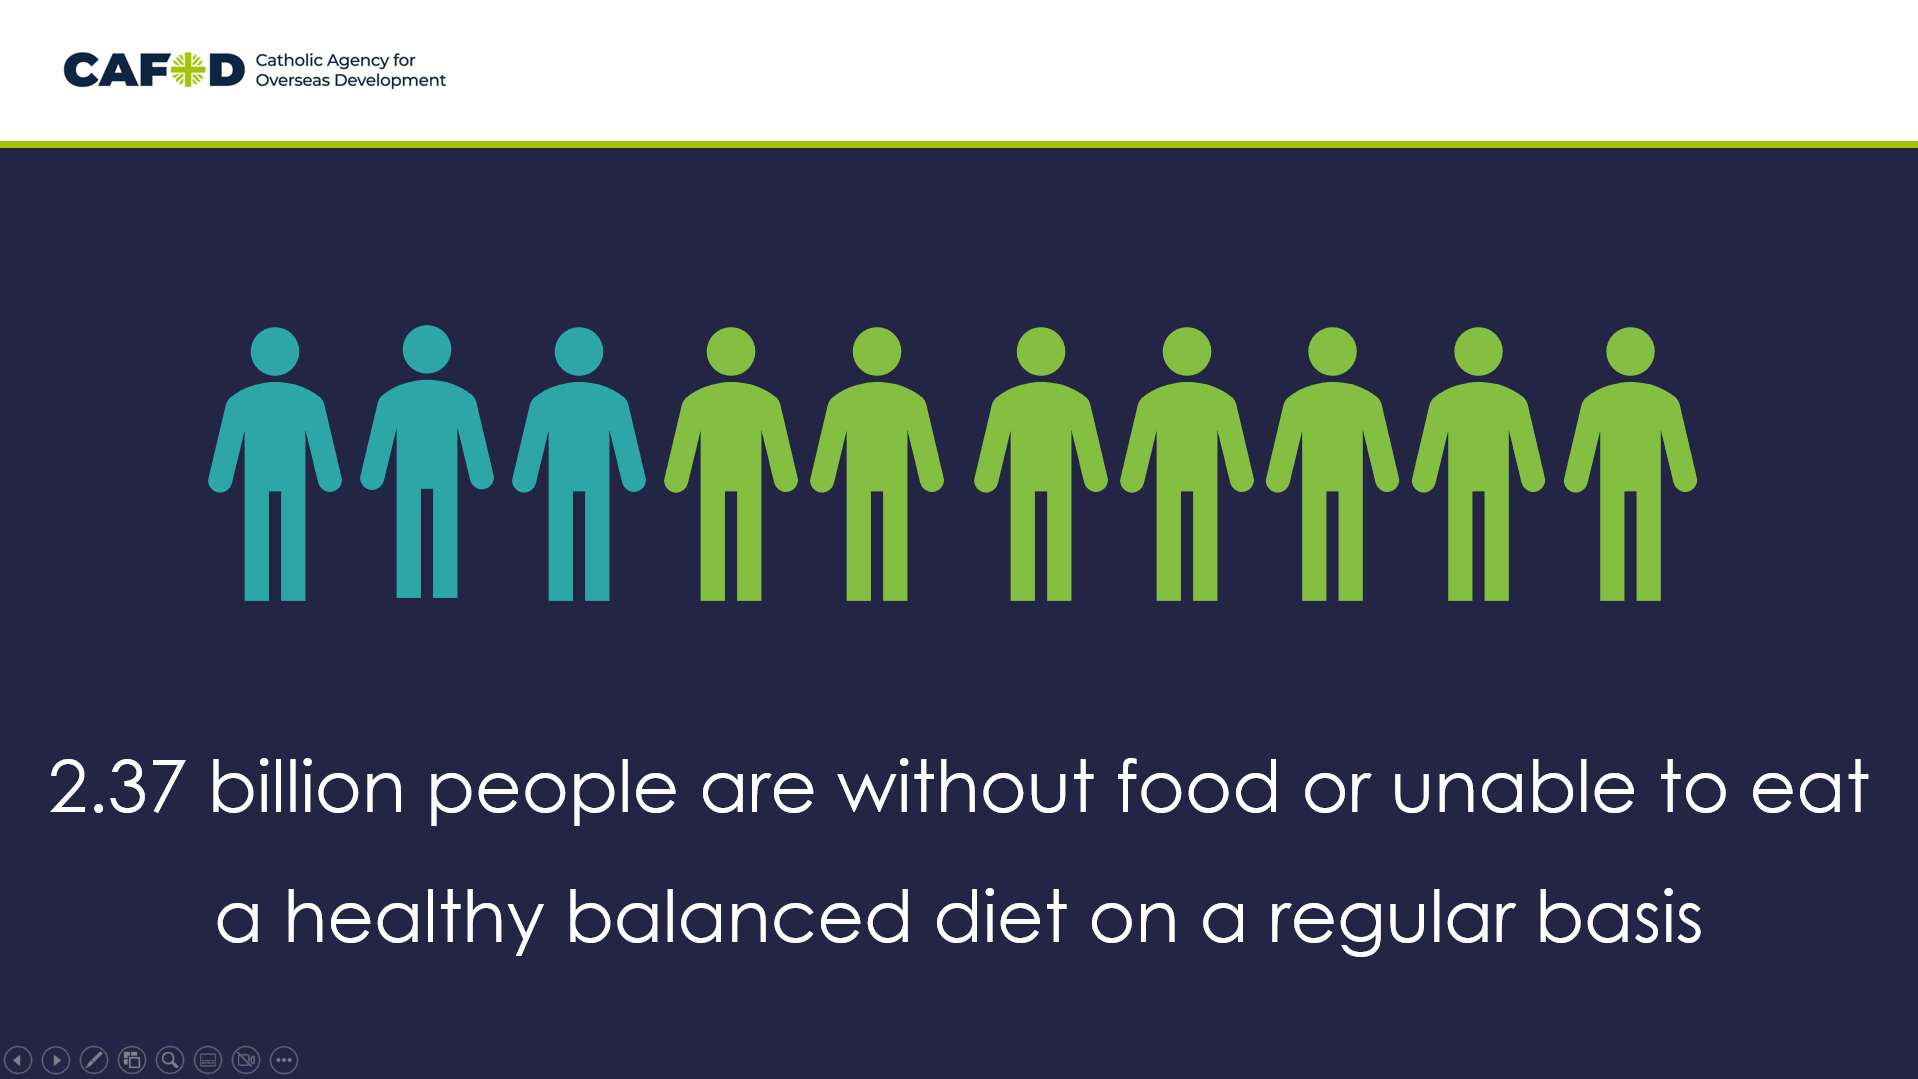 CAFOD
Catholic Agency for
Overseas Development
2.37 billion people are without food or unable to eat
a healthy balanced diet on a regular basis